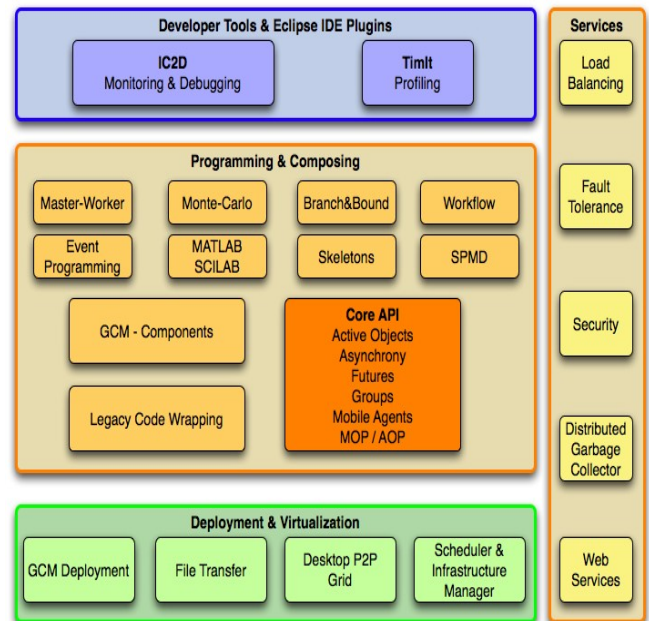 Developer Tools & Eclipse IDE Plugins
IC2D
Monitoring & Debugging
TimIt
Profiling
Programming & Composing
Master-Worker
Monte-Carlo
Branch&Bound
Workflow
Event
Programming
MATLAB
SCILAB
Skeletons
SPMD
GCM - Components
Legacy Code Wrapping
Core API
Active Objects
Asynchrony
Futures
Groups
Mobile Agents
MOP / AOP
Deployment & Virtualization
GCM Deployment
File Transfer
Desktop P2P
Grid
Scheduler &
Infrastructure
Manager
Services
Load
Balancing
Fault
Tolerance
Security
Distributed
Garbage
Collector
Web
Services